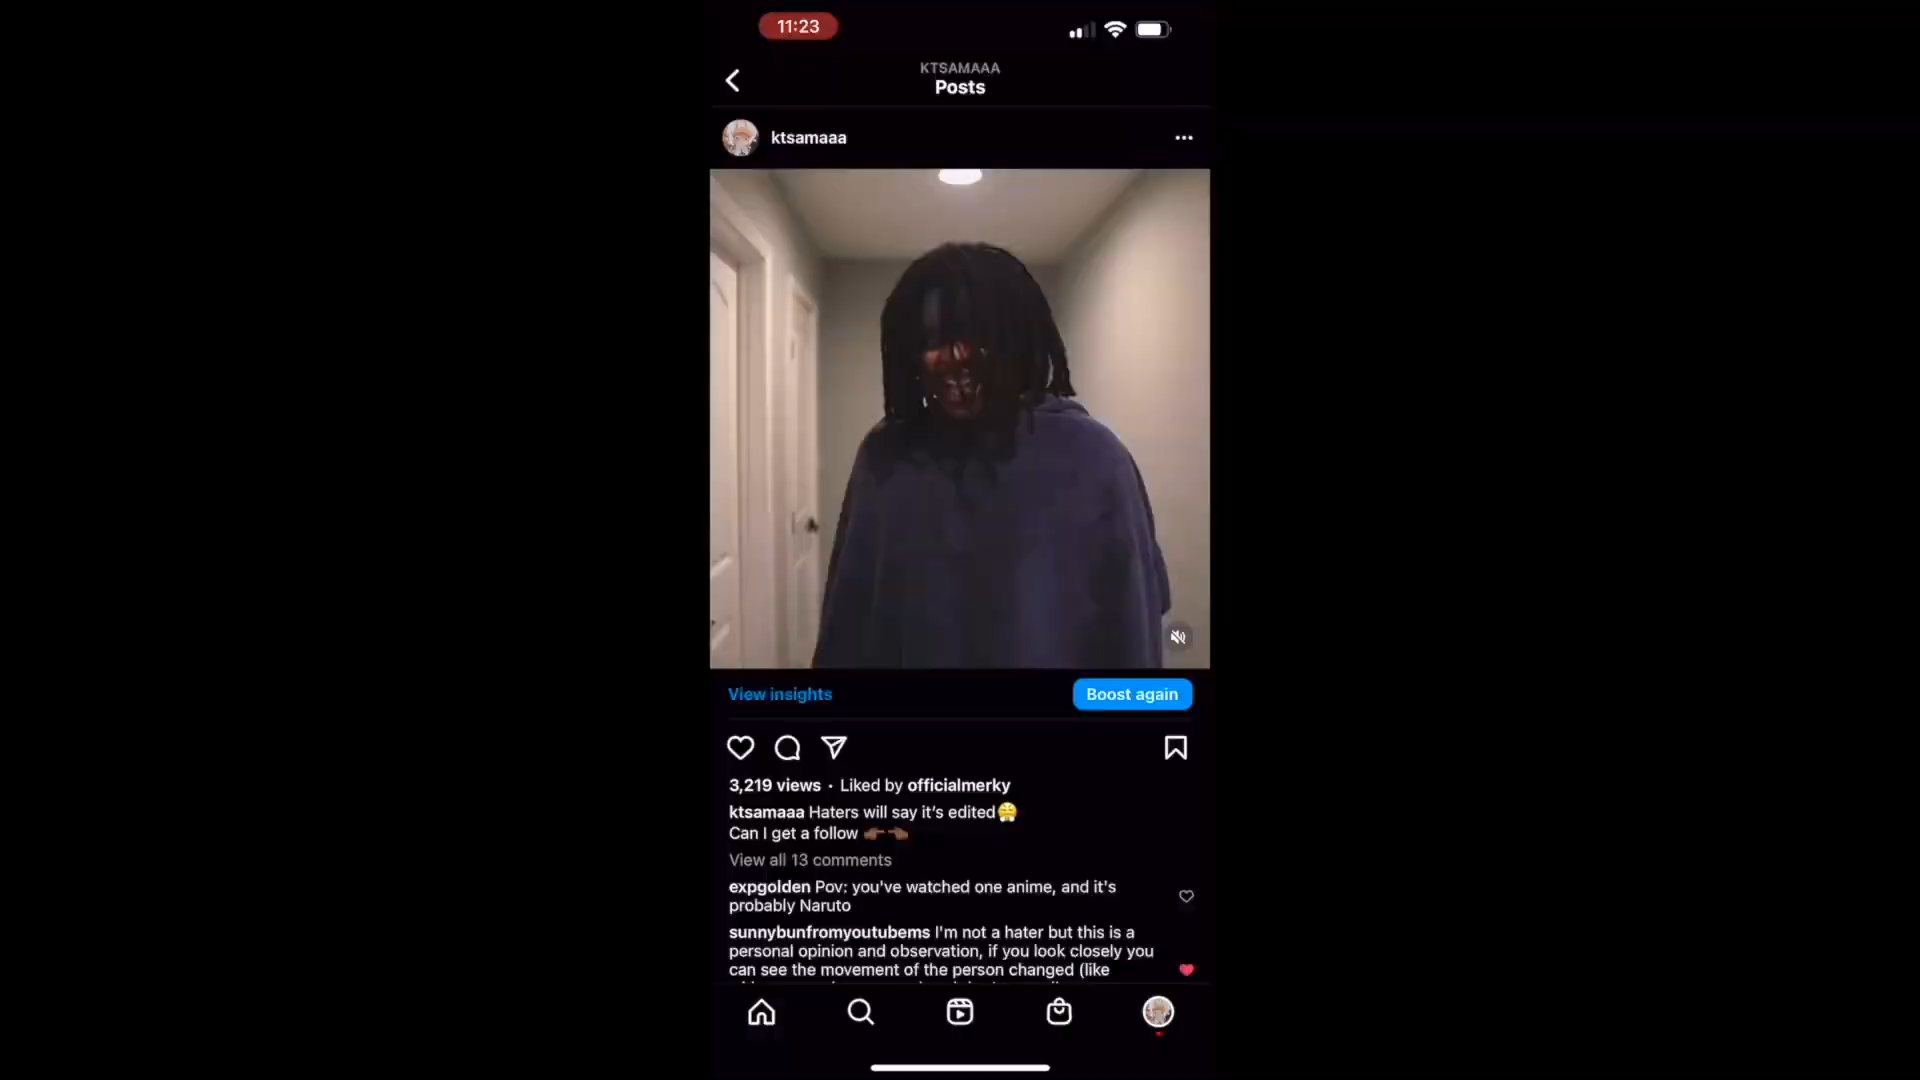 11:23
KTSAMAAA
Posts
ktsamaaa
View insights
Boost again
3,219 views · Liked by officialmerky
ktsamaaa Haters will say it's edited😤
Can I get a follow 👉🏾👈🏾
View all 13 comments
expgolden Pov: you've watched one anime, and it's
probably Naruto
sunnybunfromyoutubems I'm not a hater but this is a
personal opinion and observation, if you look closely you
can see the movement of the person changed (like